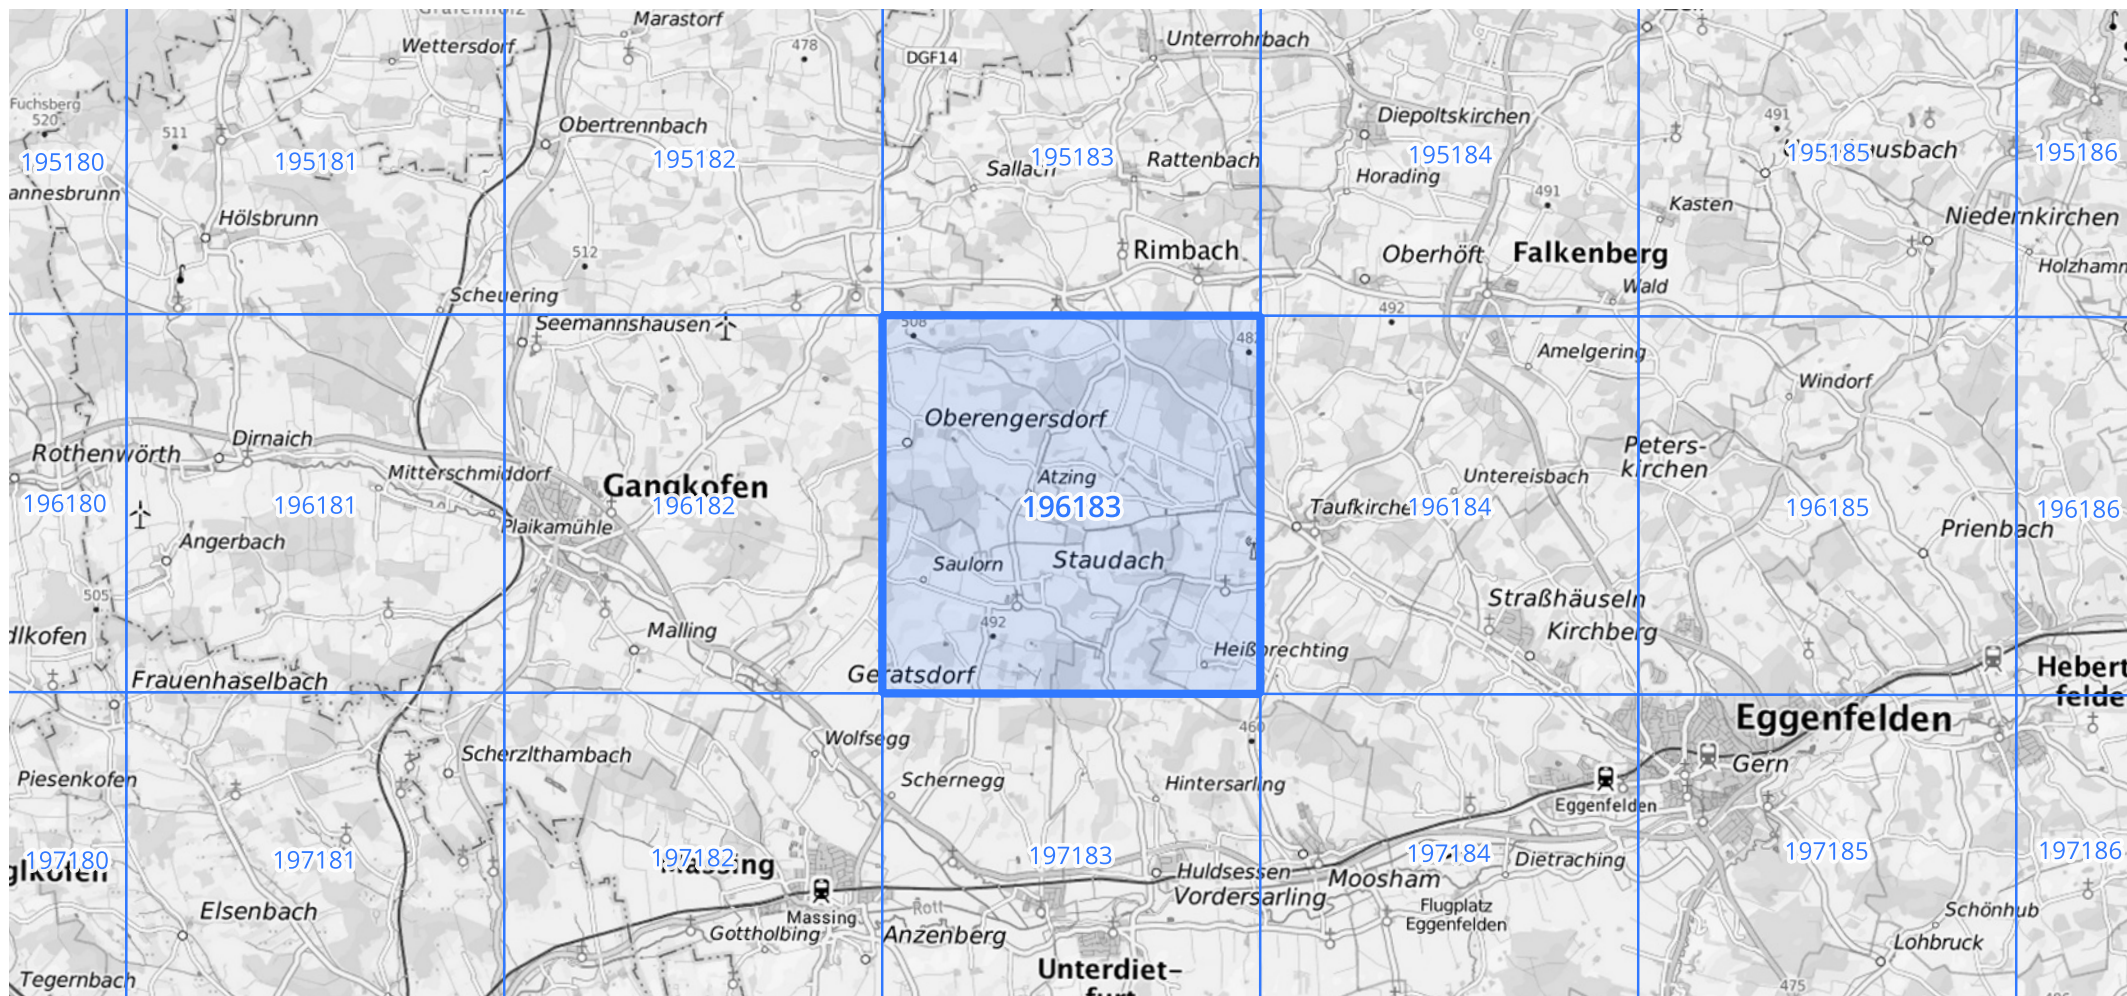 Marastorf
Wettersdorf
478
DGF14
Unterrohrbach
Fuchsberg
520
511
Obertrennbach
Diepoltskirchen
491
195180
195181
195182
Sallach
195183
Rattenbach
195184
195185
195186
Horading
491
Kasten
Hölsbrunn
Niedernkirchen
512
Rimbach
Oberhöft
Falkenberg
Wald
Scheuering
492
Seemannshausen
508
482
Amelgering
Windorf
Oberengersdorf
Rothenwörth
Dirnaich
Peters-
kirchen
Mitterschmiddorf
Gangkofen
Atzing
Untereisbach
196180
196181
196182
196183
196184
196185
196186
Plaikamühle
Prienbach
Angerbach
Saulorn
Staudach
505
Straßhäuseln
Malling
492
Kirchberg
Heißprechting
Frauenhaselbach
Geratsdorf
Eggenfelden
460
Wolfsegg
Scherzlthambach
Gern
Piesenkofen
Schernegg
Hintersarling
Eggenfelden
197180
197181
197182
Massing
197183
197184
197185
197186
Huldsessen
Moosham
Dietraching
Vordersarling
Elsenbach
Massing
Rott
Flugplatz
Eggenfelden
Schönhub
Gottholbing
Anzenberg
Lohbruck
Unterdiet-
furt
Tegernbach
475